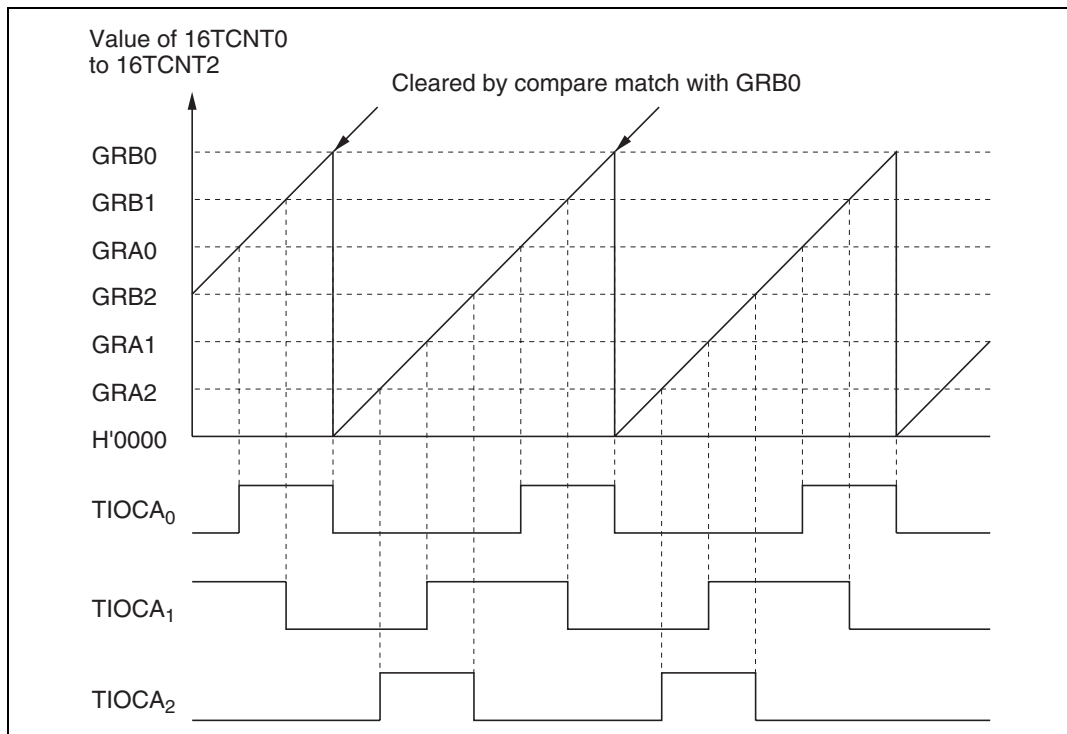 Value of 16TCNT0
to 16TCNT2
Cleared by compare match with GRB0
GRB0
GRB1
GRA0
GRB2
GRA1
GRA2
H'0000
TIOCA0
TIOCA1
TIOCA2